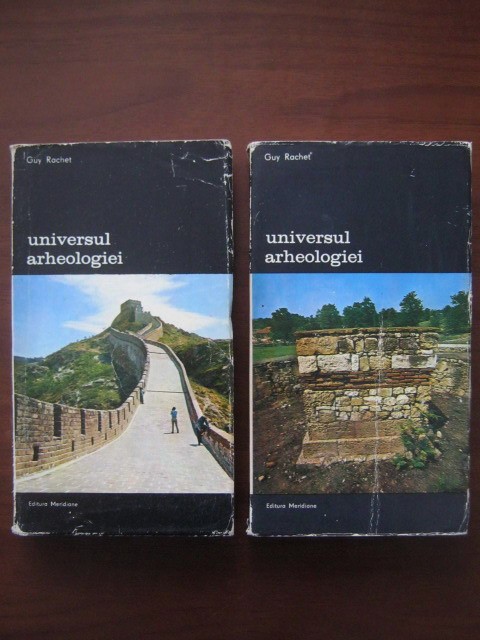 Guy Rachet
universul
arheologiei
Editura Meridiane
Guy Rachet
universul
arheologiei
Editura Meridiane